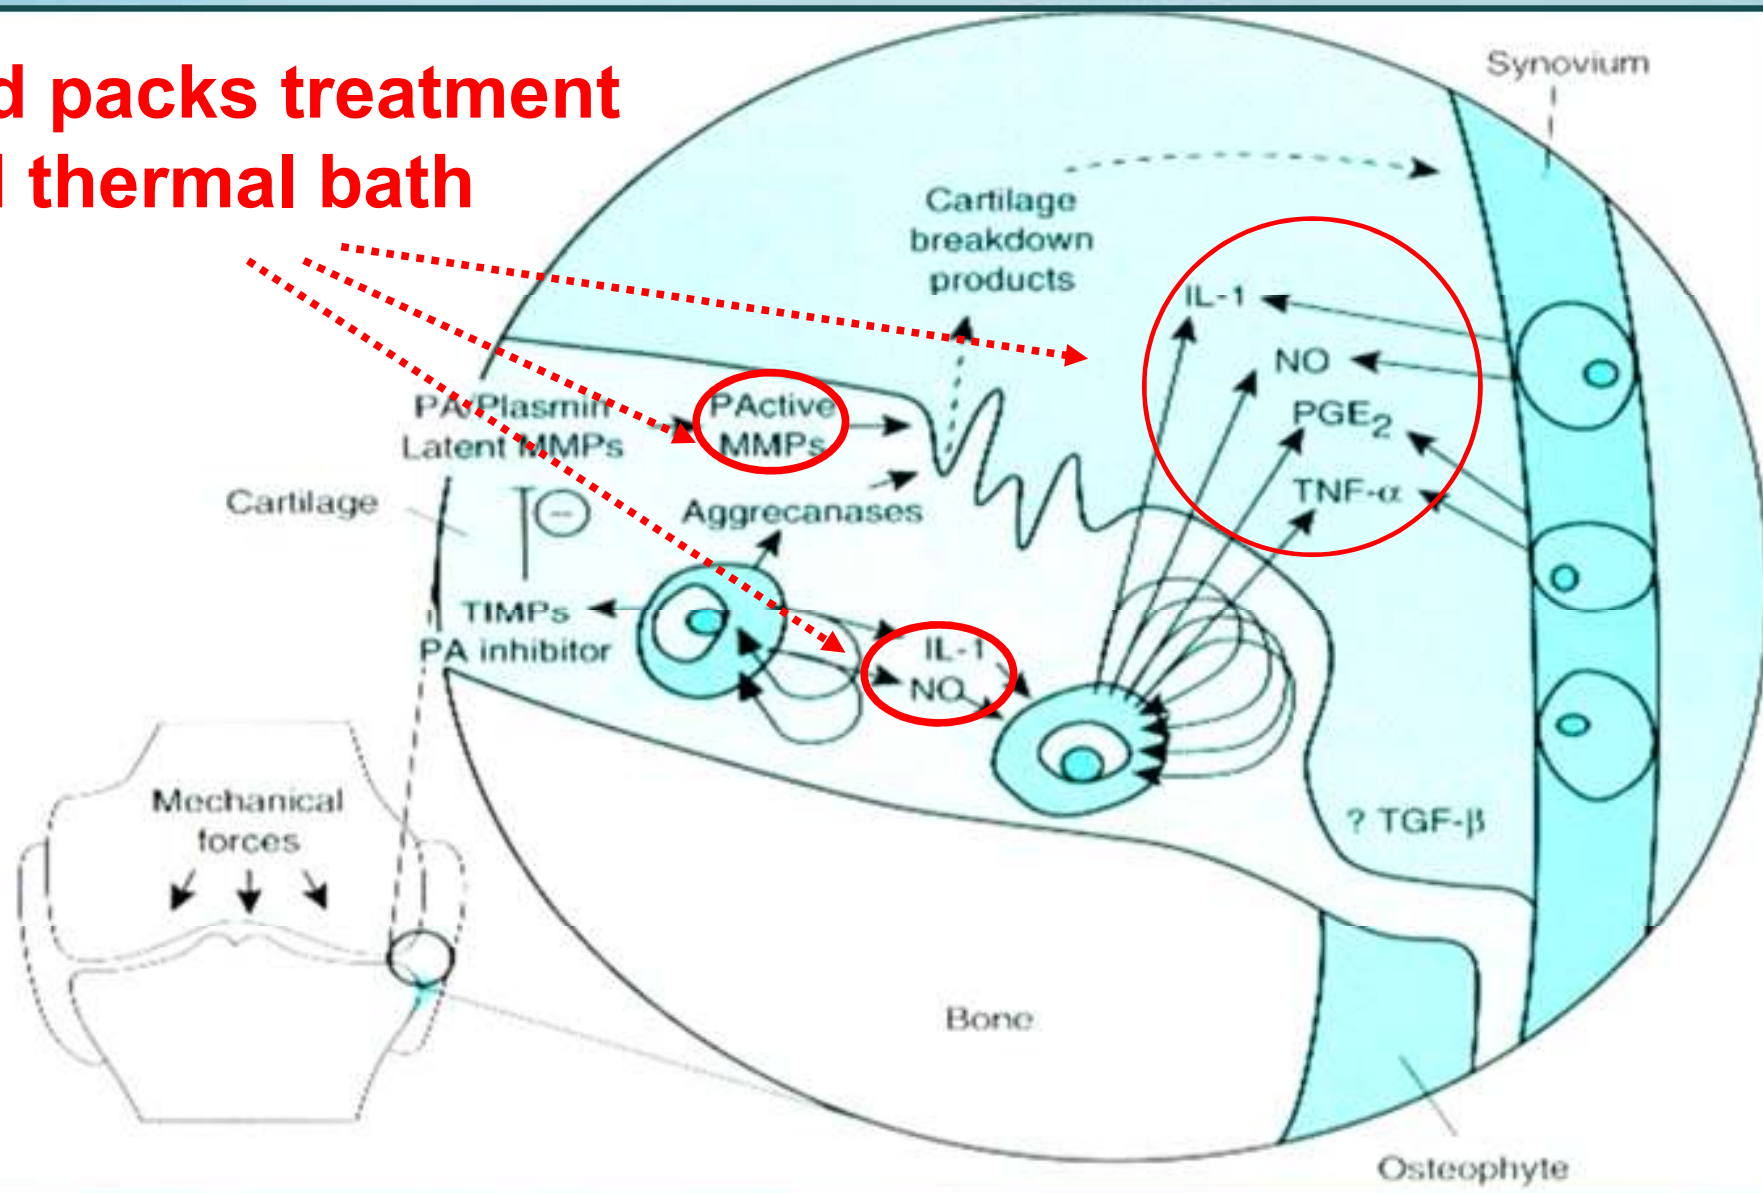 d packs treatment
thermal bath
Synovium
Cartilage
breakdown
products
IL-1
NO
PGE2
TNF-α
PA/Plasmin
Latent MMPs
PActive
MMPs
Cartilage
−
Aggrecanases
TIMPs
PA inhibitor
IL-1
NO
Mechanical
forces
? TGF-β
Bone
Osteophyte